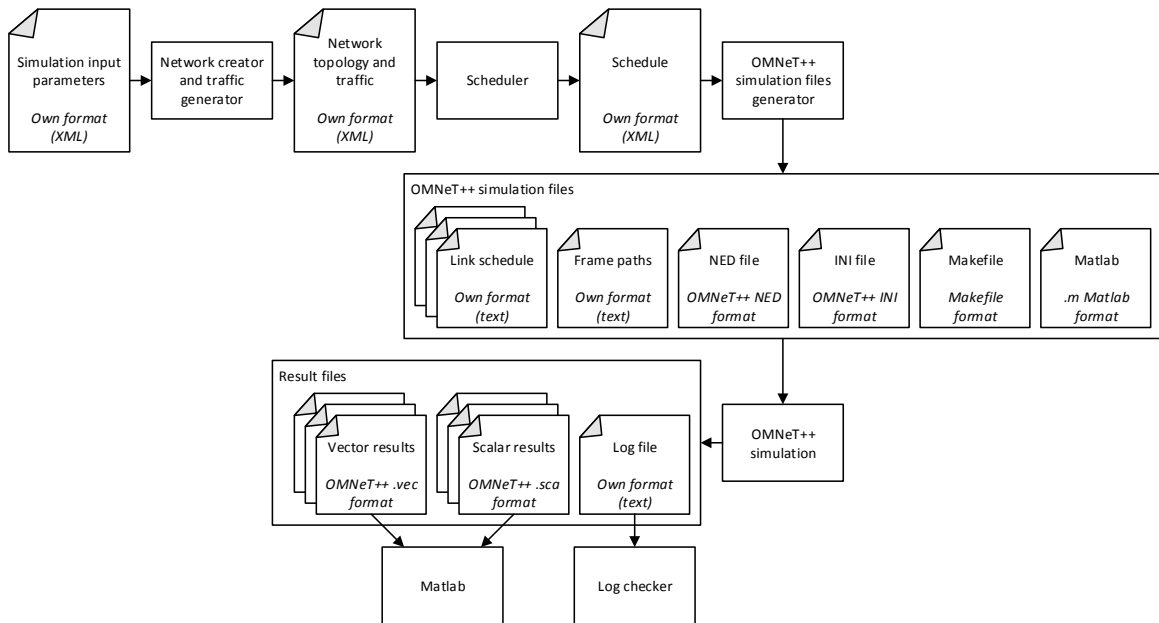 Simulation input
parameters
Own format
(XML)
Network creator
and traffic
generator
Network
topology and
traffic
Own format
(XML)
Scheduler
Schedule
Own format
(XML)
OMNeT++
simulation files
generator
OMNeT++ simulation files
Link schedule
Own format
(text)
Frame paths
Own format
(text)
NED file
OMNeT++ NED
format
INI file
OMNeT++ INI
format
Makefile
Makefile
format
Matlab
.m Matlab
format
Result files
Vector results
OMNeT++ .vec
format
Scalar results
OMNeT++ .sca
format
Log file
Own format
(text)
OMNeT++
simulation
Matlab
Log checker